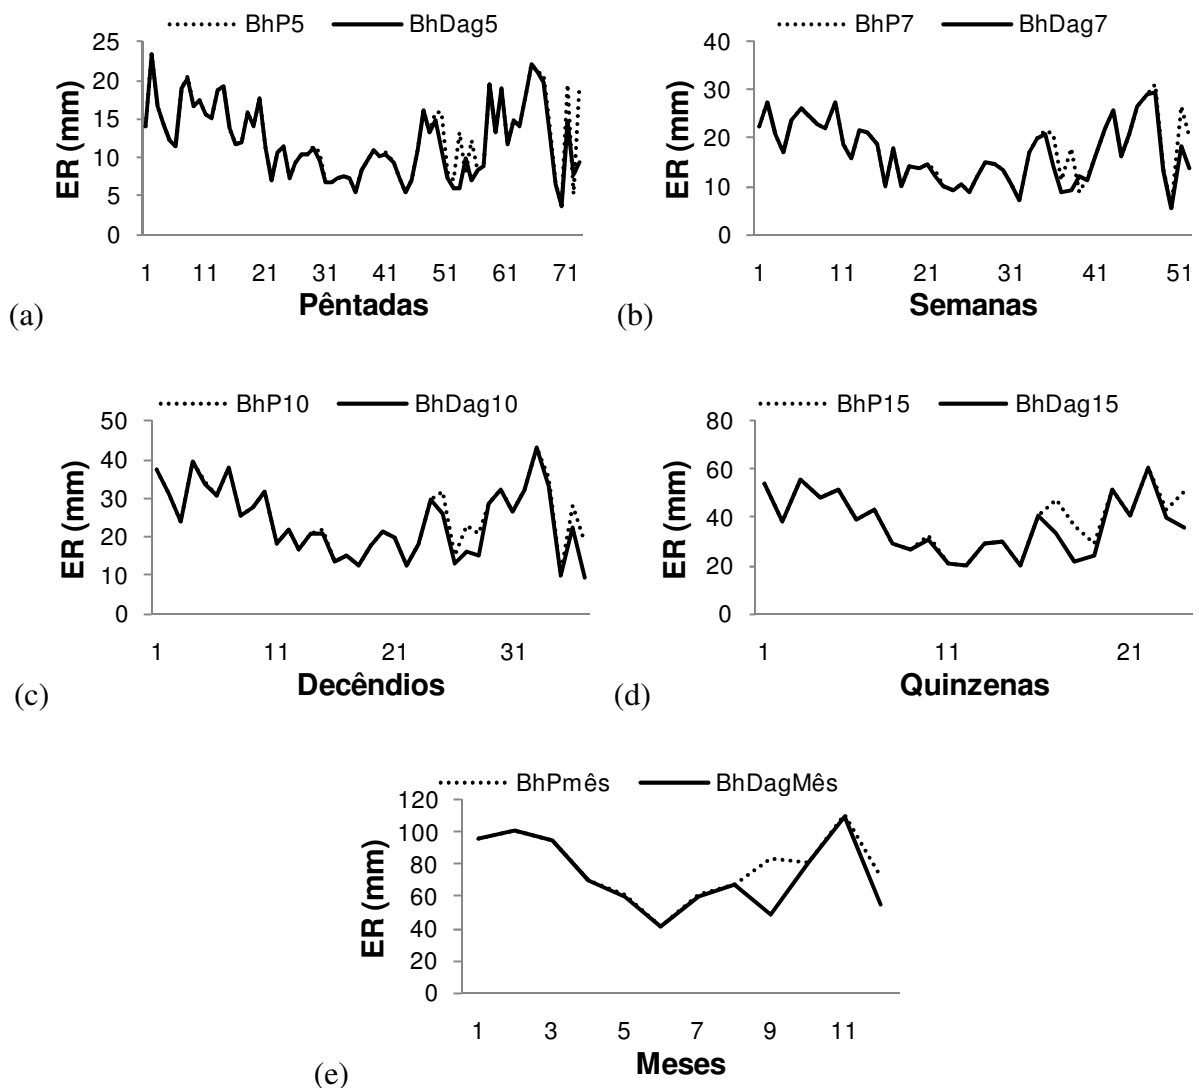 BhP5 BhDag5
25
20
15
10
5
0
ER (mm)
1 11 21 31 41 51 61 71
Pêntadas
(a)
BhP7 BhDag7
40
30
20
10
0
ER (mm)
1 11 21 31 41 51
Semanas
(b)
BhP10 BhDag10
50
40
30
20
10
0
ER (mm)
1 11 21 31
Decêndios
(c)
BhP15 BhDag15
80
60
40
20
0
ER (mm)
1 11 21
Quinzenas
(d)
BhPmês BhDagMês
120
100
80
60
40
20
0
ER (mm)
1 3 5 7 9 11
Meses
(e)